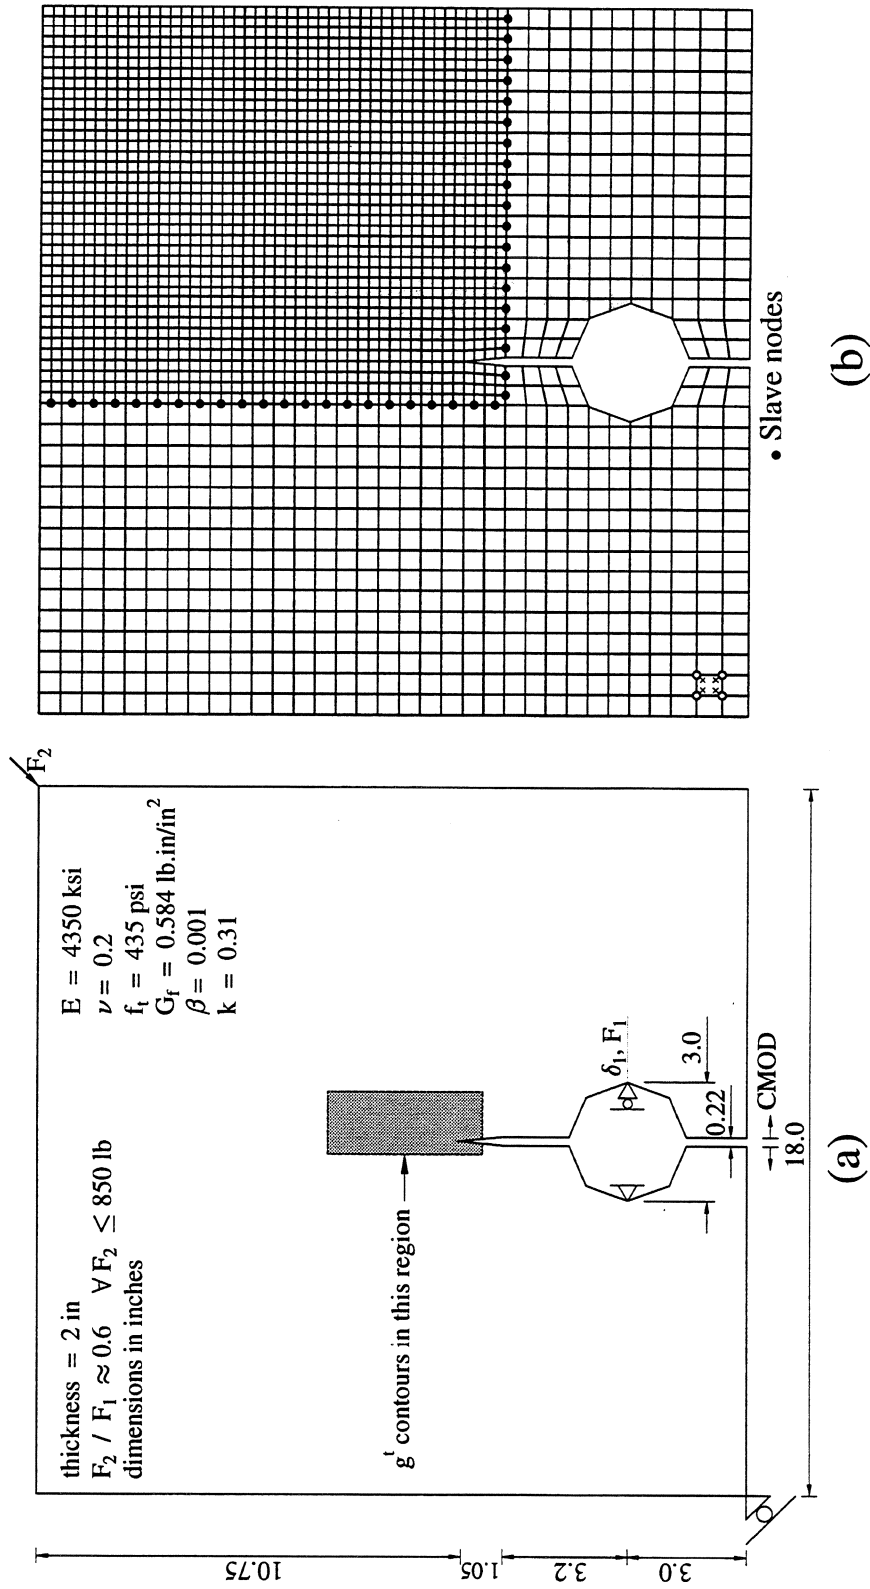 thickness = 2 in
F₂ / F₁ ≈ 0.6 ∀ F₂ ≤ 850 lb
dimensions in inches
E = 4350 ksi
ν = 0.2
fₜ = 435 psi
G_f = 0.584 lb.in/in²
β = 0.001
k = 0.31
F₂
gᵗ contours in this region
δ₁, F₁
3.0
0.22
CMOD
18.0
10.75
1.05
3.2
3.0
(a)
• Slave nodes
(b)